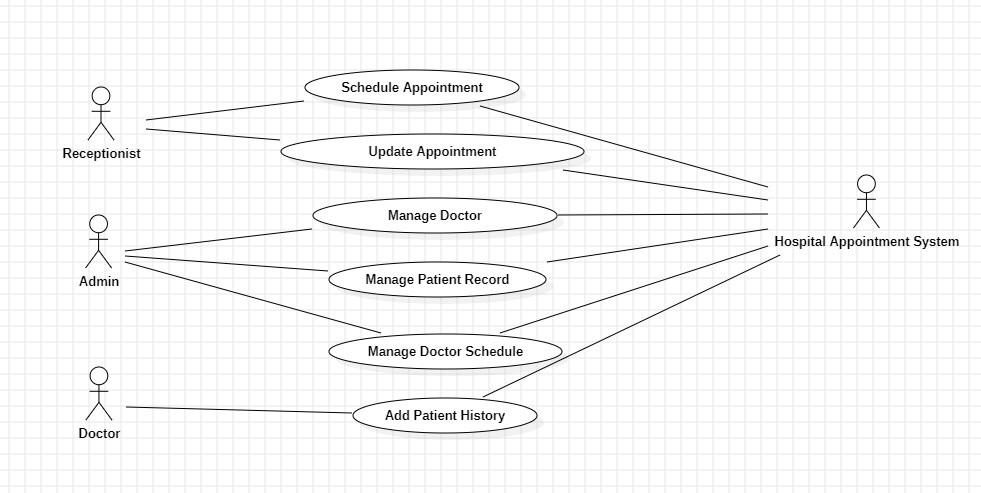 Schedule Appointment
Receptionist
Update Appointment
Manage Doctor
Hospital Appointment System
Admin
Manage Patient Record
Manage Doctor Schedule
Doctor
Add Patient History